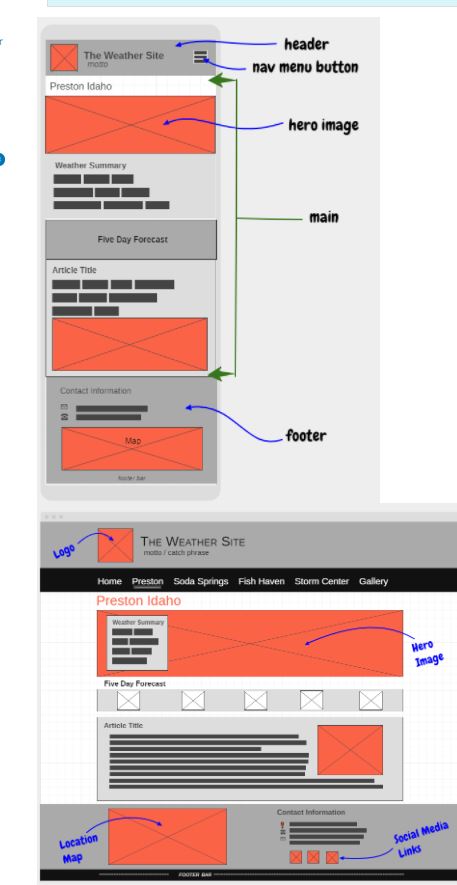 The Weather Site
motto
header
nav menu button
Preston Idaho
hero image
Weather Summary
main
Five Day Forecast
Article Title
Contact Information
footer
Map
footer bar
Logo
THE WEATHER SITE
motto / catch phrase
Home Preston Soda Springs Fish Haven Storm Center Gallery
Preston Idaho
Weather Summary
Hero
Image
Five Day Forecast
Article Title
Contact Information
Location
Map
Social Media
Links
FOOTER BAR